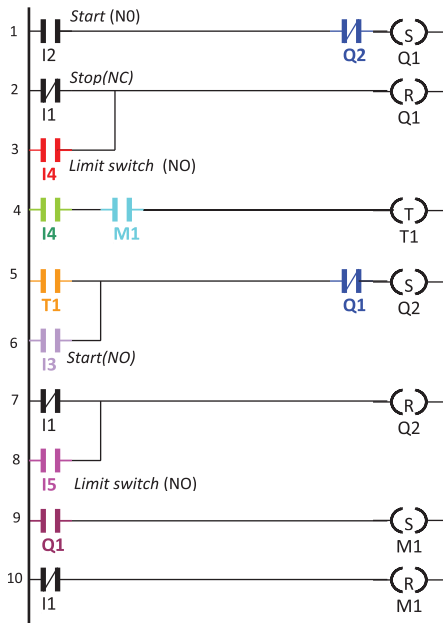 Start (N0)
1 S
I2 Q2 Q1
2 Stop(NC) R
I1 Q1
3 Limit switch (NO)
I4
4 T
I4 M1 T1
5 S
T1 Q1 Q2
6 Start(NO)
I3
7 R
I1 Q2
8 Limit switch (NO)
I5
9 S
Q1 M1
10 R
I1 M1